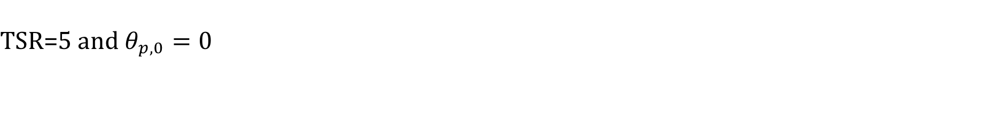 TSR=5 and θ_{p,0} = 0